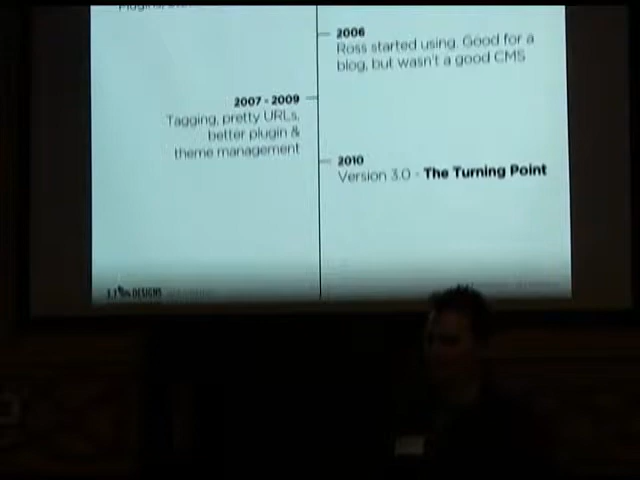 2006
Ross started using. Good for a
blog, but wasn't a good CMS
2007 - 2009
Tagging, pretty URLs,
better plugin &
theme management
2010
Version 3.0 - The Turning Point
DESIGNS